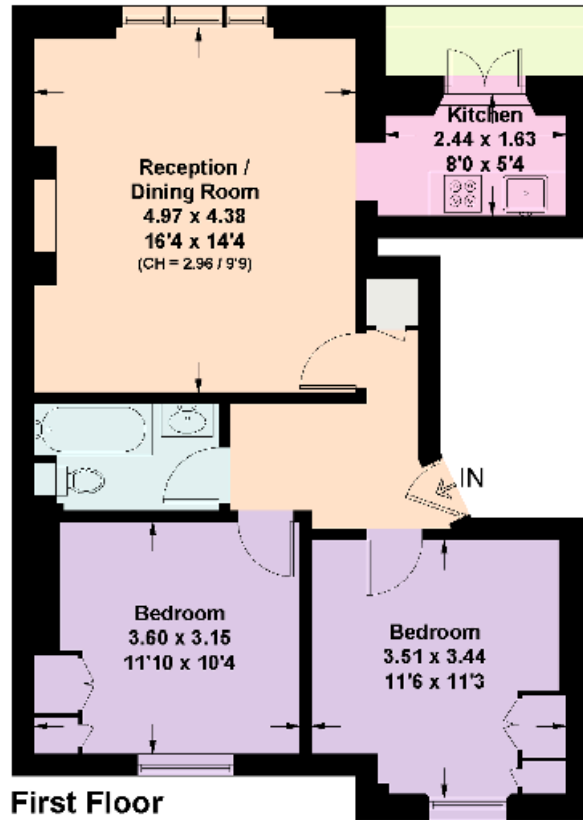 Kitchen
2.44 x 1.63
8'0 x 5'4
Reception /
Dining Room
4.97 x 4.38
16'4 x 14'4
(CH = 2.96 / 9'9)
IN
Bedroom
3.60 x 3.15
11'10 x 10'4
Bedroom
3.51 x 3.44
11'6 x 11'3
First Floor